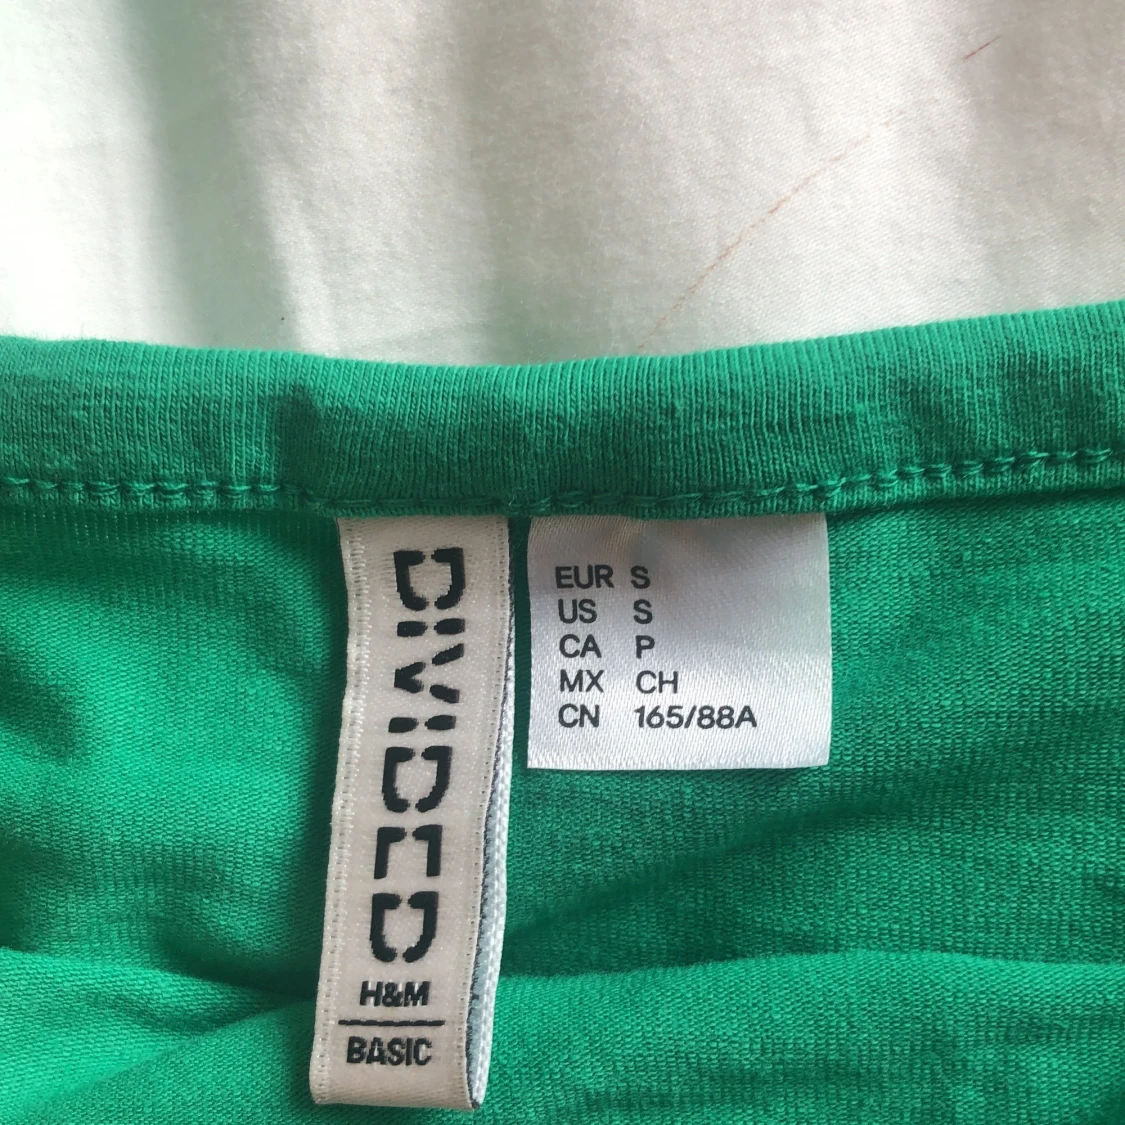 DIVIDED
H&M
BASIC
EUR S
US S
CA P
MX CH
CN 165/88A